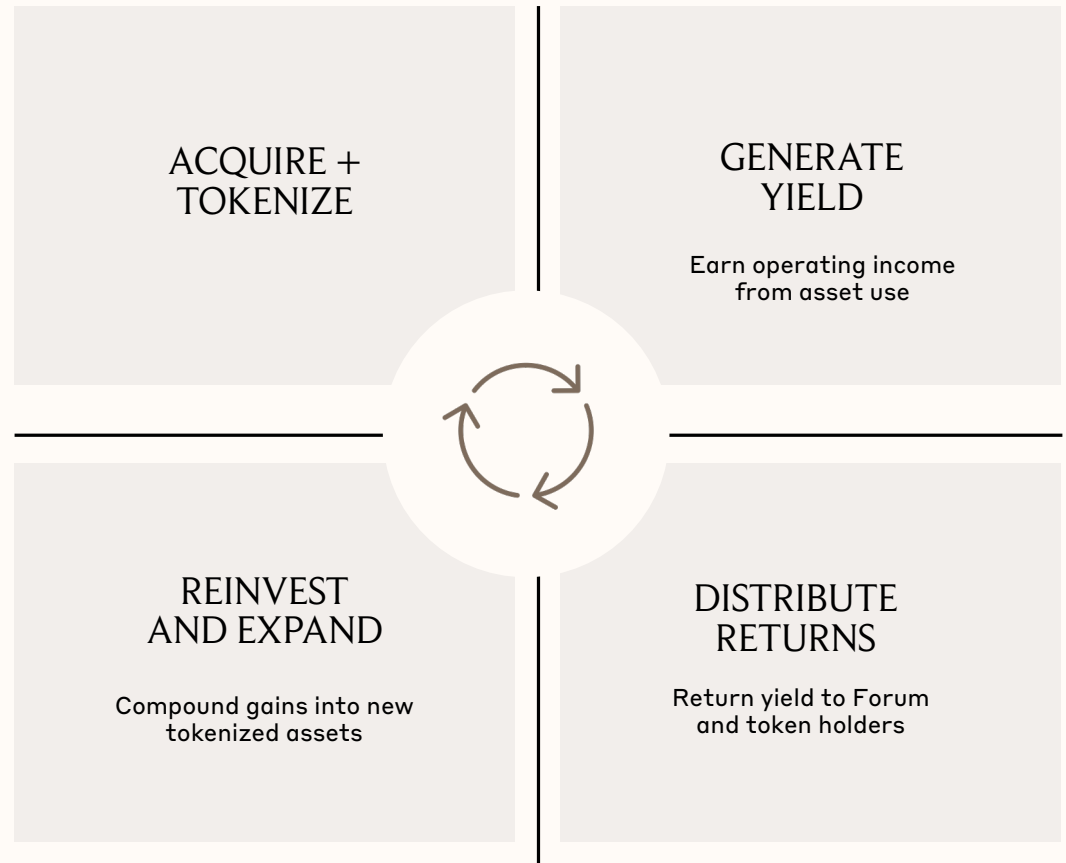 ACQUIRE +
TOKENIZE
GENERATE
YIELD
Earn operating income
from asset use
REINVEST
AND EXPAND
Compound gains into new
tokenized assets
DISTRIBUTE
RETURNS
Return yield to Forum
and token holders